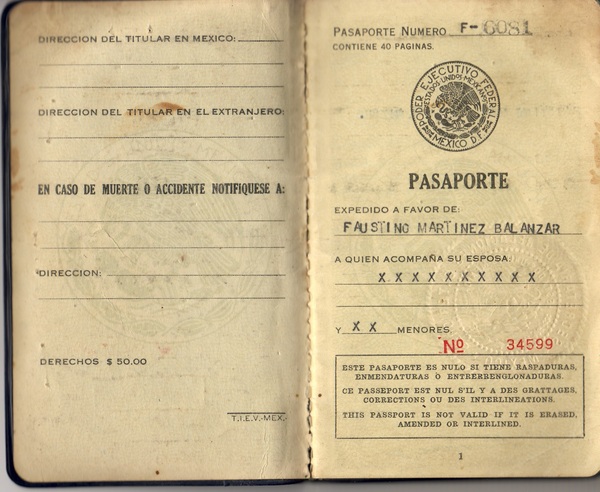 DIRECCION DEL TITULAR EN MEXICO:
DIRECCION DEL TITULAR EN EL EXTRANJERO:
EN CASO DE MUERTE O ACCIDENTE NOTIFIQUESE A:
DIRECCION:
DERECHOS $ 50.00
T.I.E.V.-MEX.
PASAPORTE NUMERO F-6081
CONTIENE 40 PAGINAS.
PODER EJECUTIVO FEDERAL
ESTADOS UNIDOS MEXICANOS
MEXICO D.F.
PASAPORTE
EXPEDIDO A FAVOR DE:
FAUSTINO MARTINEZ BALANZAR
A QUIEN ACOMPAÑA SU ESPOSA:
X X X X X X X X X X
Y X X MENORES
Nº 34599
ESTE PASAPORTE ES NULO SI TIENE RASPADURAS,
ENMENDATURAS O ENTRERRENGLONADURAS.
CE PASSEPORT EST NUL S'IL Y A DES GRATTAGES,
CORRECTIONS OU DES INTERLINEATIONS.
THIS PASSPORT IS NOT VALID IF IT IS ERASED,
AMENDED OR INTERLINED.
1